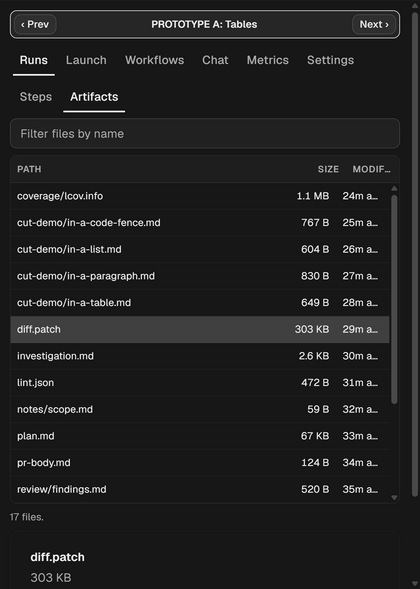 ‹ Prev PROTOTYPE A: Tables Next ›
Runs Launch Workflows Chat Metrics Settings
Steps Artifacts
Filter files by name
PATH SIZE MODIF…
coverage/lcov.info 1.1 MB 24m a…
cut-demo/in-a-code-fence.md 767 B 25m a…
cut-demo/in-a-list.md 604 B 26m a…
cut-demo/in-a-paragraph.md 830 B 27m a…
cut-demo/in-a-table.md 649 B 28m a…
diff.patch 303 KB 29m a…
investigation.md 2.6 KB 30m a…
lint.json 472 B 31m a…
notes/scope.md 59 B 32m a…
plan.md 67 KB 33m a…
pr-body.md 124 B 34m a…
review/findings.md 520 B 35m a…
17 files.
diff.patch
303 KB